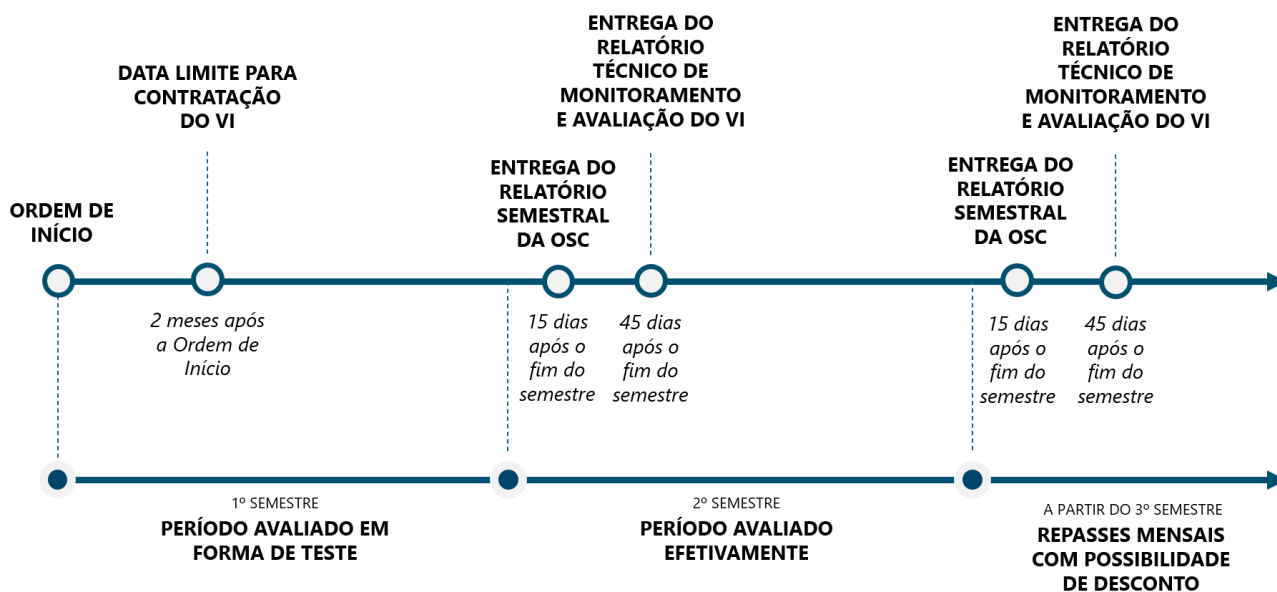 ORDEM DE
INÍCIO
DATA LIMITE PARA
CONTRATAÇÃO
DO VI
2 meses após
a Ordem de
Início
ENTREGA DO
RELATÓRIO
SEMESTRAL
DA OSC
15 dias
após o
fim do
semestre
ENTREGA DO
RELATÓRIO
TÉCNICO DE
MONITORAMENTO
E AVALIAÇÃO DO VI
45 dias
após o
fim do
semestre
ENTREGA DO
RELATÓRIO
SEMESTRAL
DA OSC
15 dias
após o
fim do
semestre
ENTREGA DO
RELATÓRIO
TÉCNICO DE
MONITORAMENTO
E AVALIAÇÃO DO VI
45 dias
após o
fim do
semestre
1º SEMESTRE
PERÍODO AVALIADO EM
FORMA DE TESTE
2º SEMESTRE
PERÍODO AVALIADO
EFETIVAMENTE
A PARTIR DO 3º SEMESTRE
REPASSES MENSAIS
COM POSSIBILIDADE
DE DESCONTO